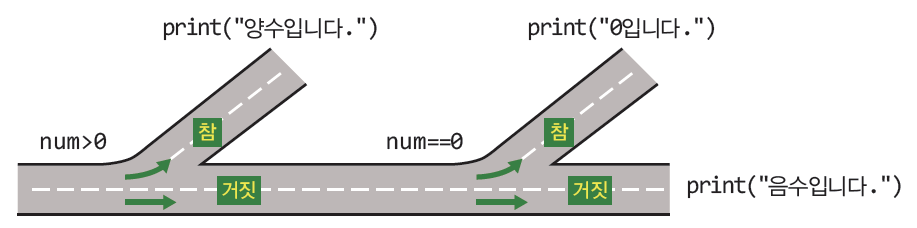 print("양수입니다.")
print("0입니다.")
num>0
참
num==0
참
거짓
거짓
print("음수입니다.")